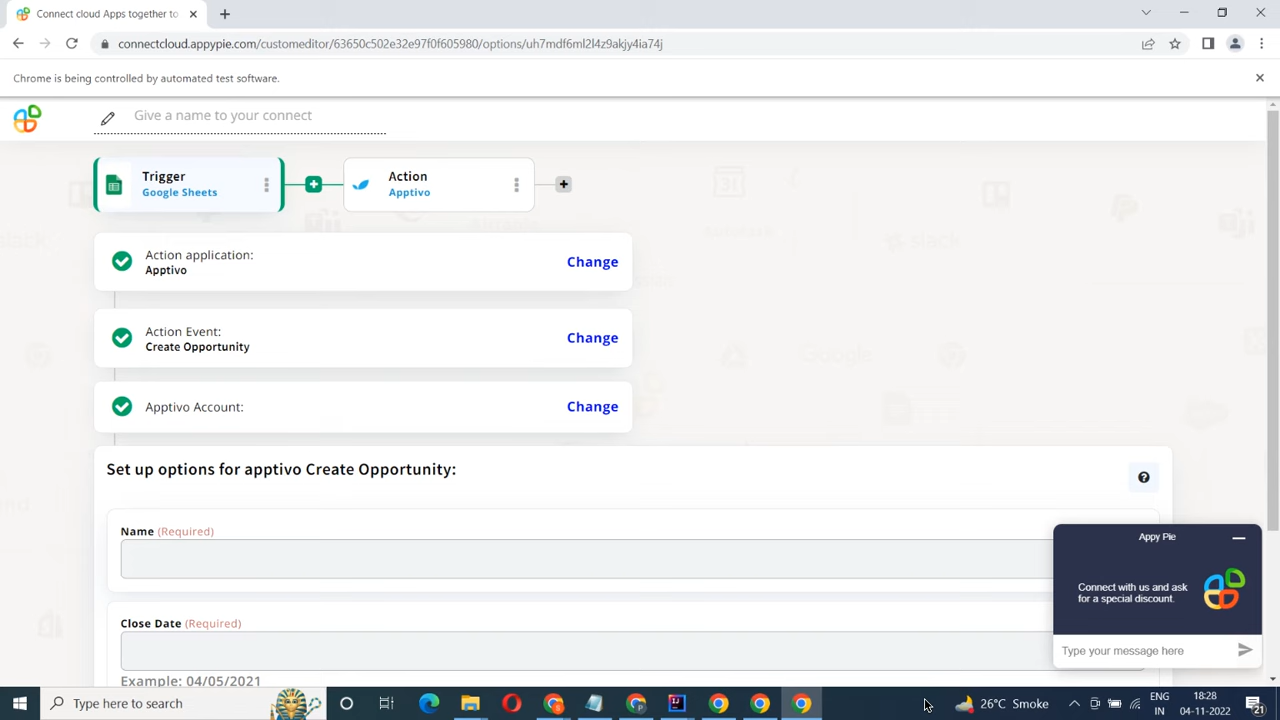 Connect cloud Apps together to
connectcloud.appypie.com/customeditor/63650c502e32e97f0f605980/options/uh7mdf6ml2l4z9akjy4ia74j
Chrome is being controlled by automated test software.
Give a name to your connect
Trigger
Google Sheets
Action
Apptivo
Action application:
Apptivo
Change
Action Event:
Create Opportunity
Change
Apptivo Account:
Change
Set up options for apptivo Create Opportunity:
Name (Required)
Close Date (Required)
Example: 04/05/2021
Appy Pie
Connect with us and ask
for a special discount.
Type your message here
Type here to search
26°C Smoke
ENG
IN
18:28
04-11-2022
21